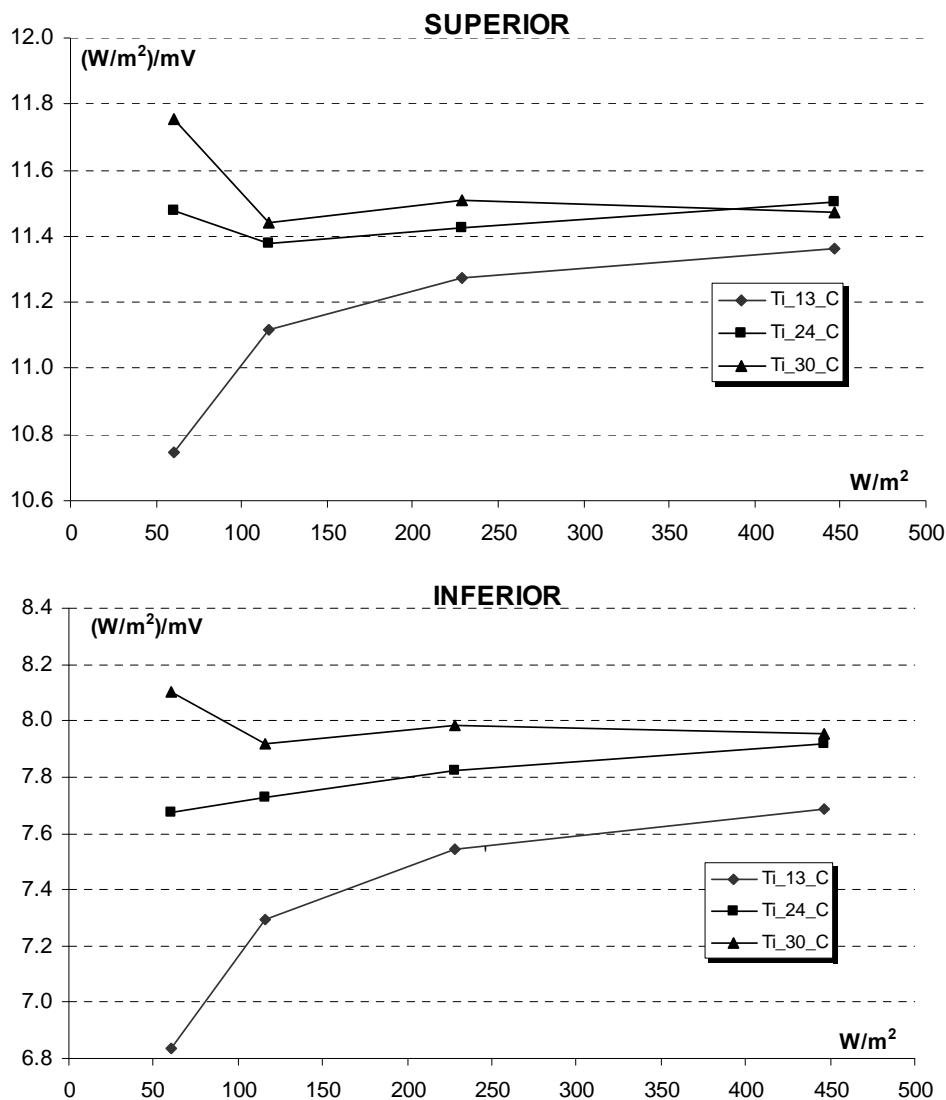 SUPERIOR
(W/m²)/mV
12.0
11.8
11.6
11.4
11.2
11.0
10.8
10.6
0 50 100 150 200 250 300 350 400 450 500
W/m²
Ti_13_C
Ti_24_C
Ti_30_C
INFERIOR
(W/m²)/mV
8.4
8.2
8.0
7.8
7.6
7.4
7.2
7.0
6.8
0 50 100 150 200 250 300 350 400 450 500
W/m²
Ti_13_C
Ti_24_C
Ti_30_C